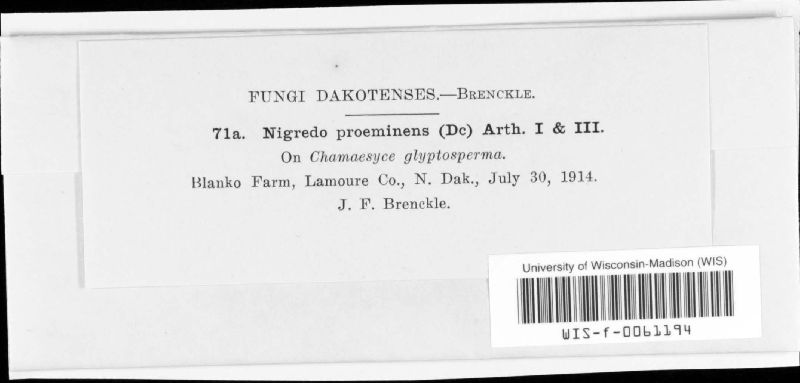 FUNGI DAKOTENSES.—BRENCKLE.
71a. Nigredo proeminens (Dc) Arth. I & III.
On Chamaesyce glyptosperma.
Blanko Farm, Lamoure Co., N. Dak., July 30, 1914.
J. F. Brenckle.
University of Wisconsin-Madison (WIS)
WIS-f-0061194